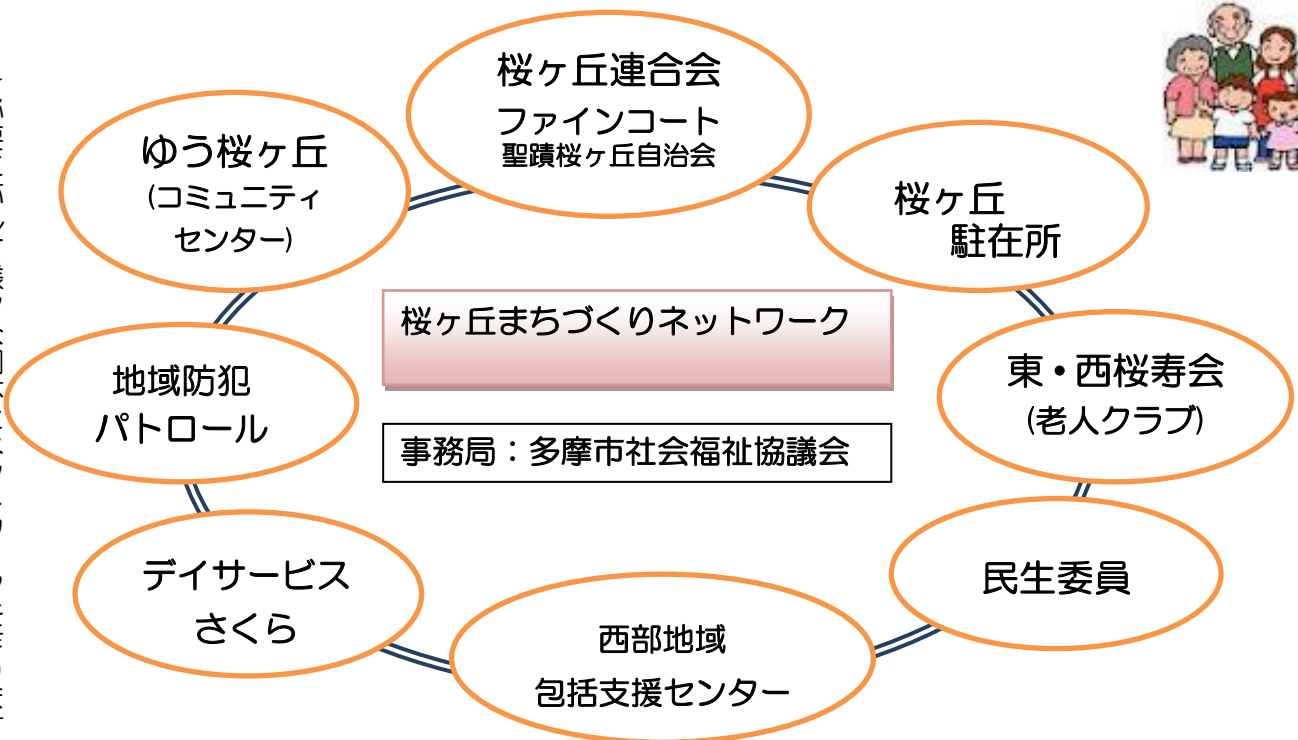 桜ヶ丘連合会
ファインコート
聖蹟桜ヶ丘自治会
ゆう桜ヶ丘
(コミュニティ
センター)
桜ヶ丘
駐在所
桜ヶ丘まちづくりネットワーク
地域防犯
パトロール
東・西桜寿会
(老人クラブ)
事務局：多摩市社会福祉協議会
デイサービス
さくら
民生委員
西部地域
包括支援センター